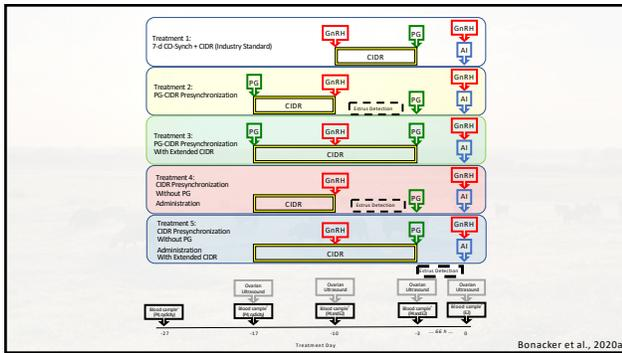 Treatment 1:
7-d CO-Synch + CIDR (Industry Standard)
GnRH
PG
GnRH
CIDR
AI
Treatment 2:
PG-CIDR Presynchronization
PG
GnRH
GnRH
CIDR
Estrus Detection
PG
AI
Treatment 3:
PG-CIDR Presynchronization
With Extended CIDR
PG
GnRH
PG
GnRH
CIDR
AI
Treatment 4:
CIDR Presynchronization
Without PG
Administration
GnRH
GnRH
CIDR
Estrus Detection
PG
AI
Treatment 5:
CIDR Presynchronization
Without PG
Administration
With Extended CIDR
GnRH
PG
GnRH
CIDR
AI
Estrus Detection
Ovarian
Ultrasound
Ovarian
Ultrasound
Ovarian
Ultrasound
Ovarian
Ultrasound
Blood sample
Blood sample
Blood sample
Blood sample
Blood sample
-27
-17
-10
-3
... 66 h ...
0
Treatment Day
Bonacker et al., 2020a